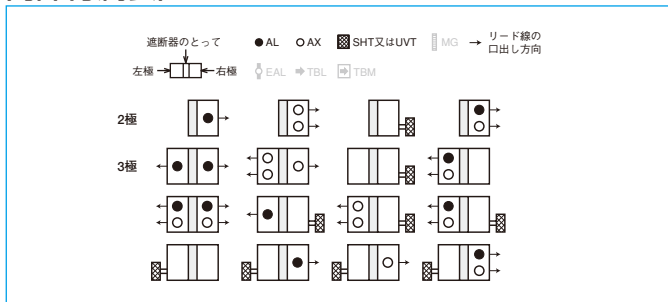 遮断器のとって
AL
AX
SHT又はUVT
MG
リード線の
口出し方向
左極
右極
EAL
TBL
TBM
2極
3極